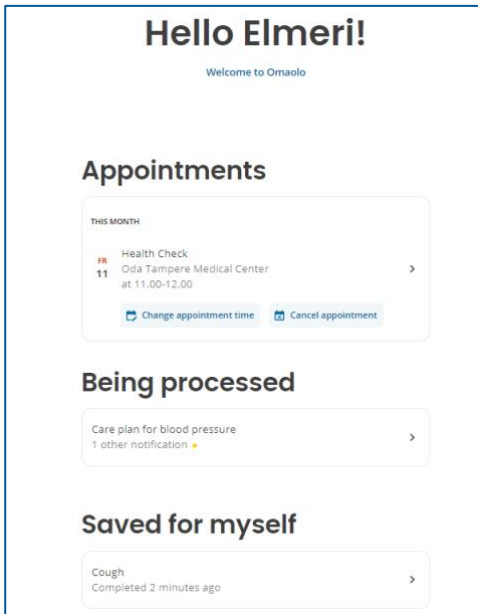 Hello Elmeri!
Welcome to Omaolo
Appointments
THIS MONTH
FR
11
Health Check
Oda Tampere Medical Center
at 11.00-12.00
Change appointment time
Cancel appointment
Being processed
Care plan for blood pressure
1 other notification
Saved for myself
Cough
Completed 2 minutes ago